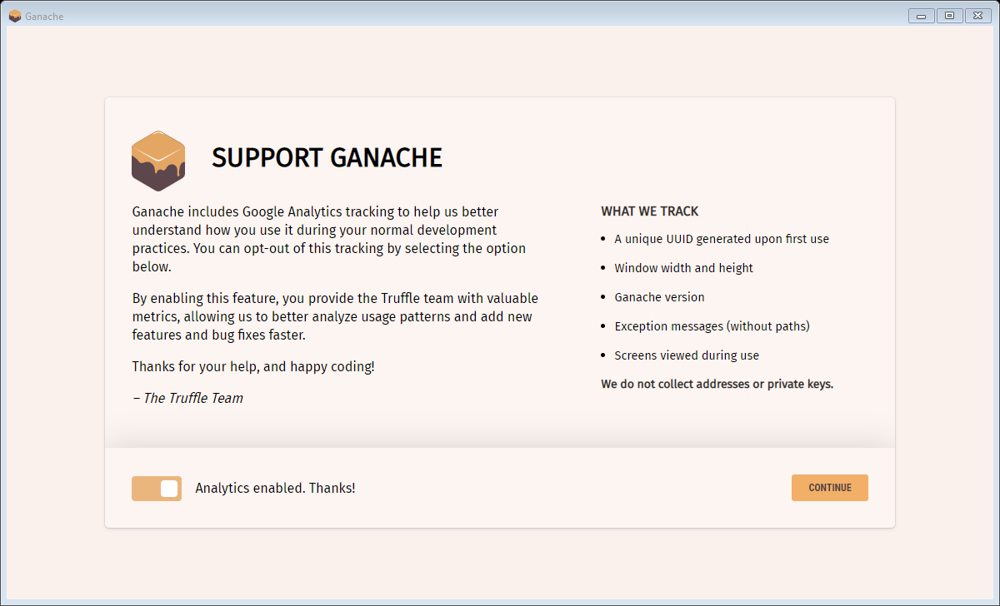 Ganache
SUPPORT GANACHE
Ganache includes Google Analytics tracking to help us better
understand how you use it during your normal development
practices. You can opt-out of this tracking by selecting the option
below.
By enabling this feature, you provide the Truffle team with valuable
metrics, allowing us to better analyze usage patterns and add new
features and bug fixes faster.
Thanks for your help, and happy coding!
– The Truffle Team
WHAT WE TRACK
• A unique UUID generated upon first use
• Window width and height
• Ganache version
• Exception messages (without paths)
• Screens viewed during use
We do not collect addresses or private keys.
Analytics enabled. Thanks!
CONTINUE